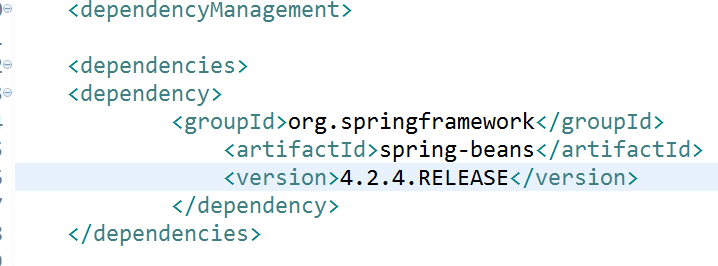 <dependencyManagement>
<dependencies>
<dependency>
<groupId>org.springframework</groupId>
<artifactId>spring-beans</artifactId>
<version>4.2.4.RELEASE</version>
</dependency>
</dependencies>